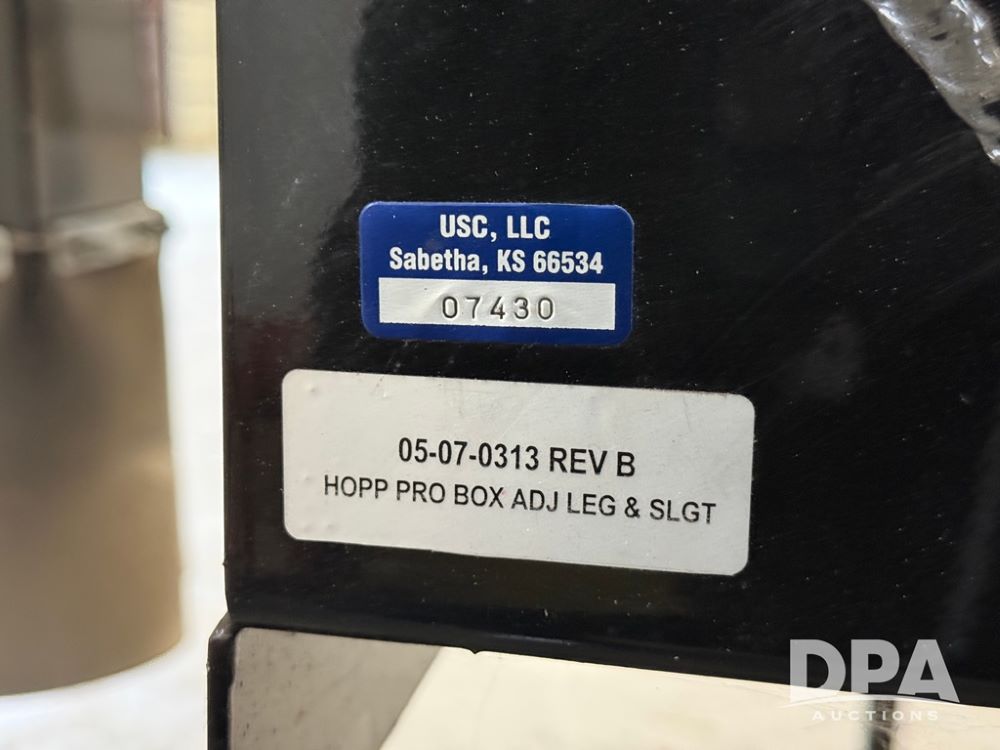 USC, LLC
Sabetha, KS 66534
07430
05-07-0313 REV B
HOPP PRO BOX ADJ LEG & SLGT
DPA
AUCTIONS